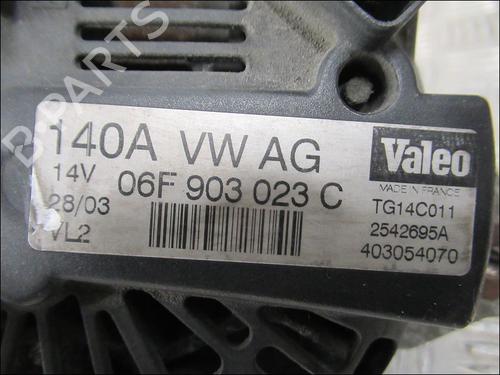 B-PARTS
140A VW AG
14V 06F 903 023 C
28/03
VL2
Valeo
MADE IN FRANCE
TG14C011
2542695A
403054070